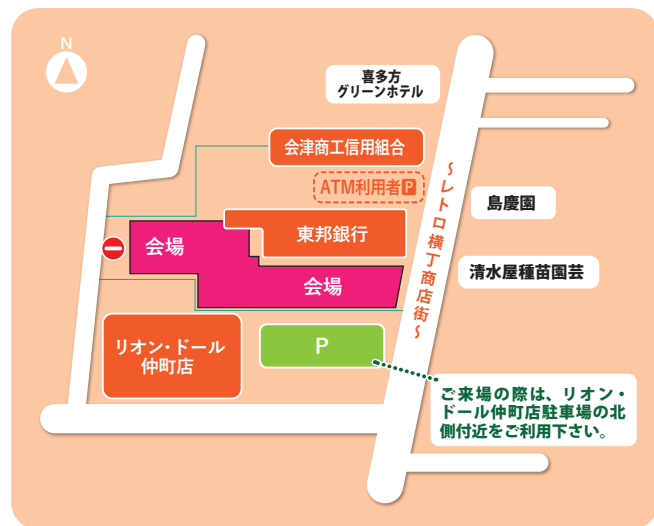 N
喜多方
グリーンホテル
会津商工信用組合
ATM利用者P
~レトロ横丁商店街~
島慶園
東邦銀行
会場
清水屋種苗園芸
会場
リオン・ドール
仲町店
P
ご来場の際は、リオン・
ドール仲町店駐車場の北
側付近をご利用下さい。